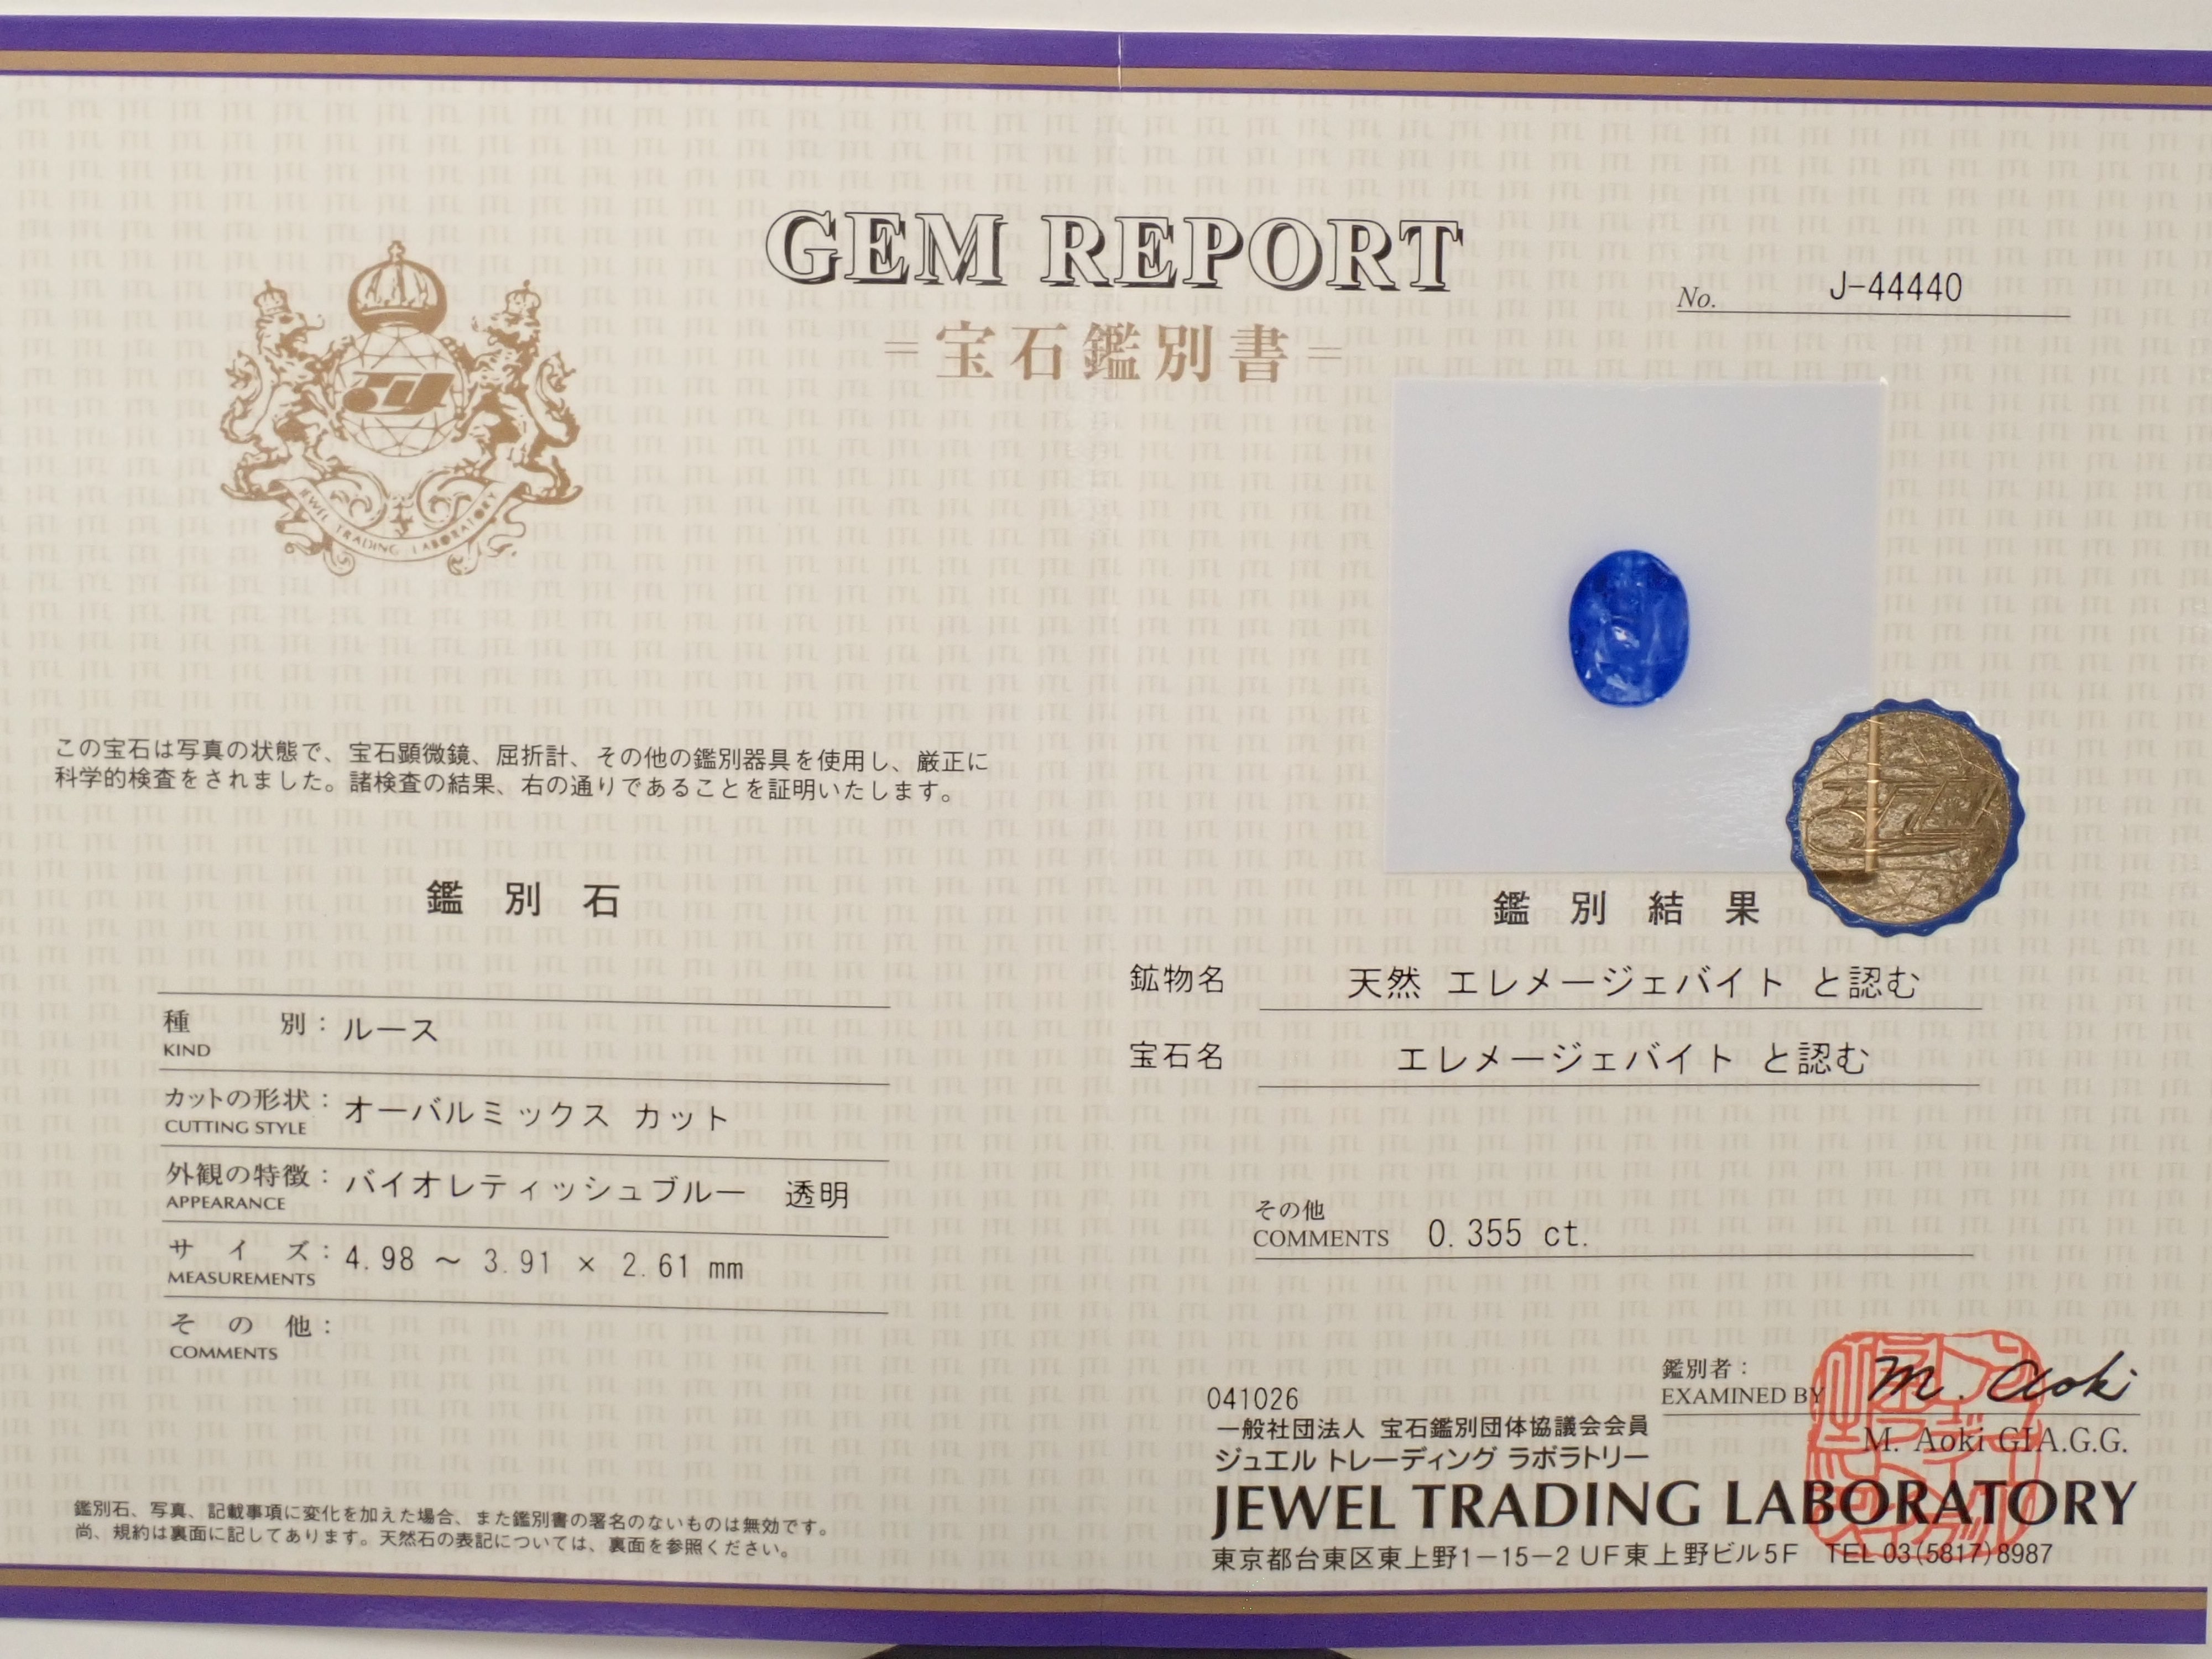 GEM REPORT
=宝石鑑別書=
No. J-44440
TRADING LABORATORY
この宝石は写真の状態で、宝石顕微鏡、屈折計、その他の鑑別器具を使用し、厳正に
科学的検査をされました。諸検査の結果、右の通りであることを証明いたします。
鑑別石
種別：ルース
KIND
カットの形状：オーバルミックス カット
CUTTING STYLE
外観の特徴：バイオレティッシュブルー 透明
APPEARANCE
サイズ：4.98 ～ 3.91 × 2.61 mm
MEASUREMENTS
その他：
COMMENTS
鑑別石、写真、記載事項に変化を加えた場合、また鑑別書の署名のないものは無効です。
尚、規約は裏面に記してあります。天然石の表記については、裏面を参照ください。
鑑別結果
鉱物名 天然 エレメージェバイト と認む
宝石名 エレメージェバイト と認む
その他
COMMENTS 0.355 ct.
鑑別者：
EXAMINED BY M. Aoki
M. Aoki G.I.A.G.G.
041026
一般社団法人 宝石鑑別団体協議会会員
ジュエル トレーディング ラボラトリー
JEWEL TRADING LABORATORY
東京都台東区東上野1－15－2 UF東上野ビル5F TEL 03(5817)8987